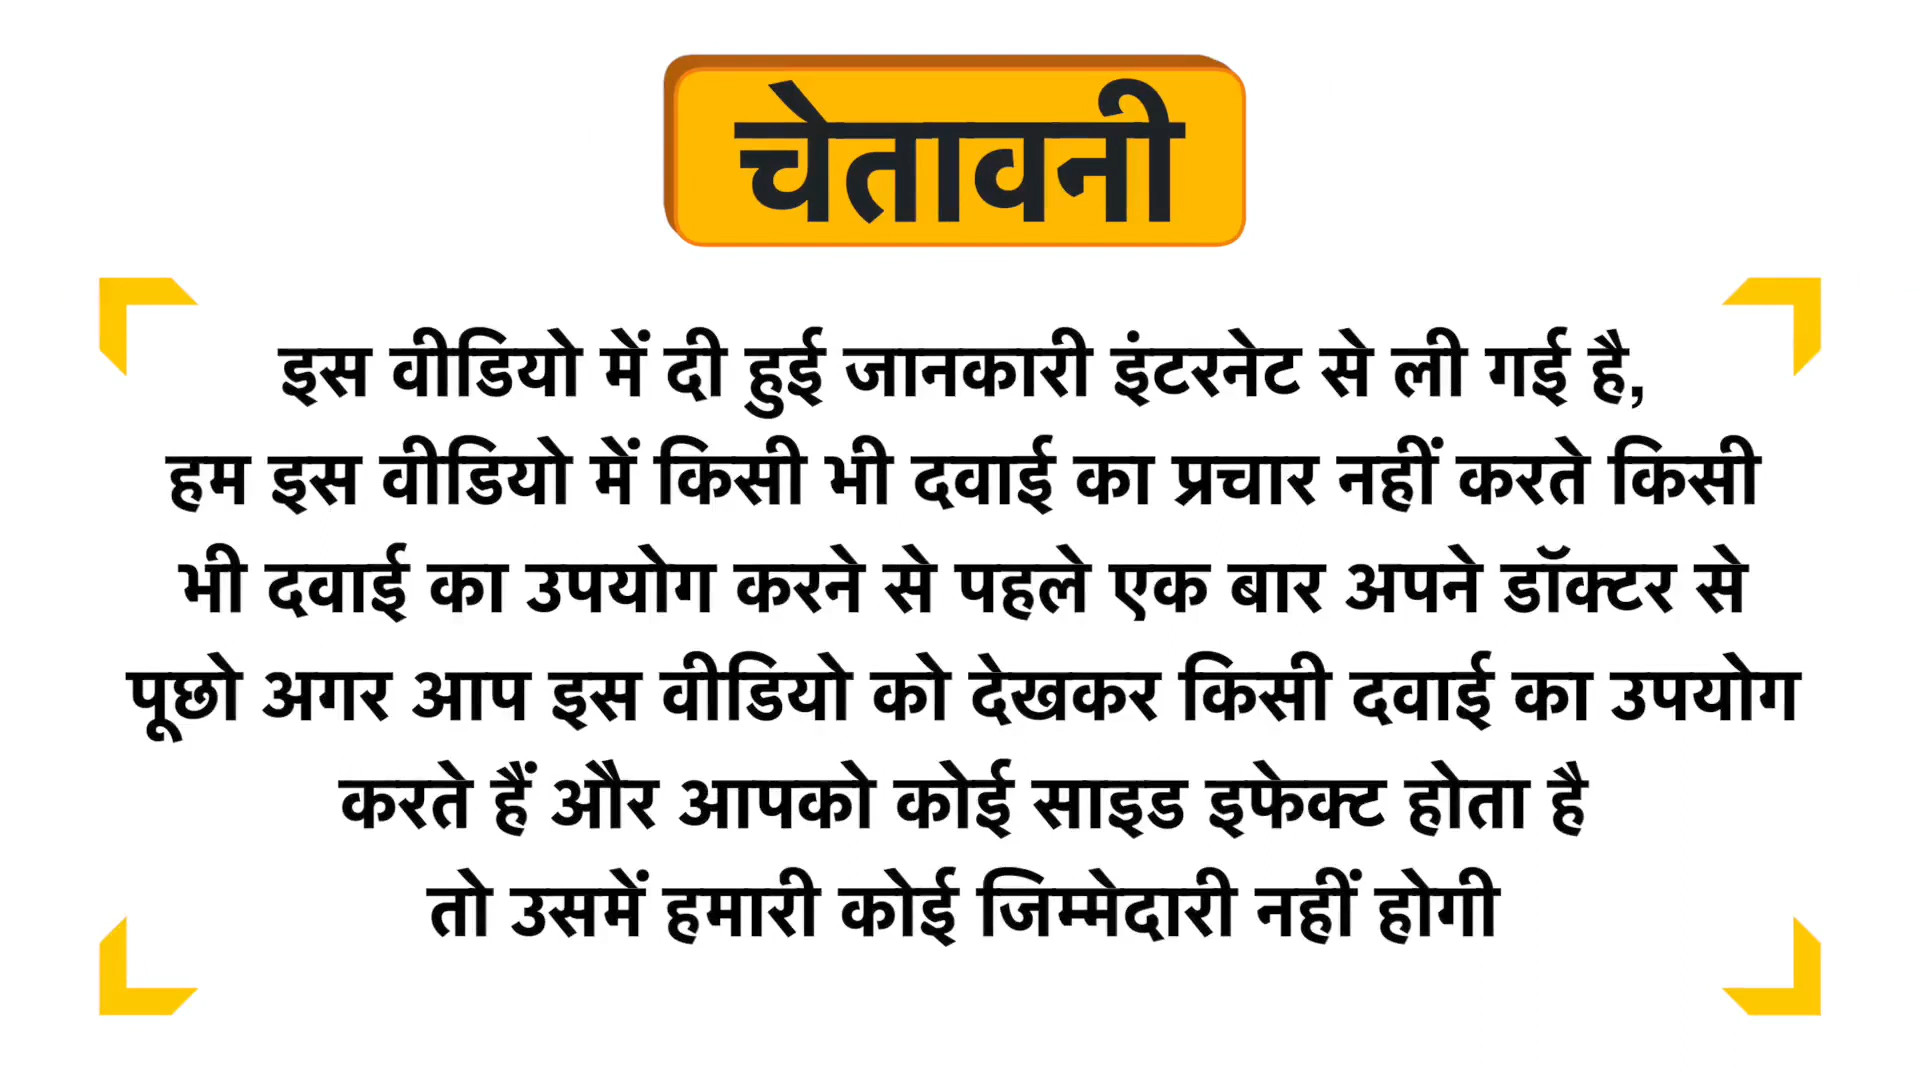 चेतावनी
इस वीडियो में दी हुई जानकारी इंटरनेट से ली गई है,
हम इस वीडियो में किसी भी दवाई का प्रचार नहीं करते किसी
भी दवाई का उपयोग करने से पहले एक बार अपने डॉक्टर से
पूछो अगर आप इस वीडियो को देखकर किसी दवाई का उपयोग
करते हैं और आपको कोई साइड इफेक्ट होता है
तो उसमें हमारी कोई जिम्मेदारी नहीं होगी